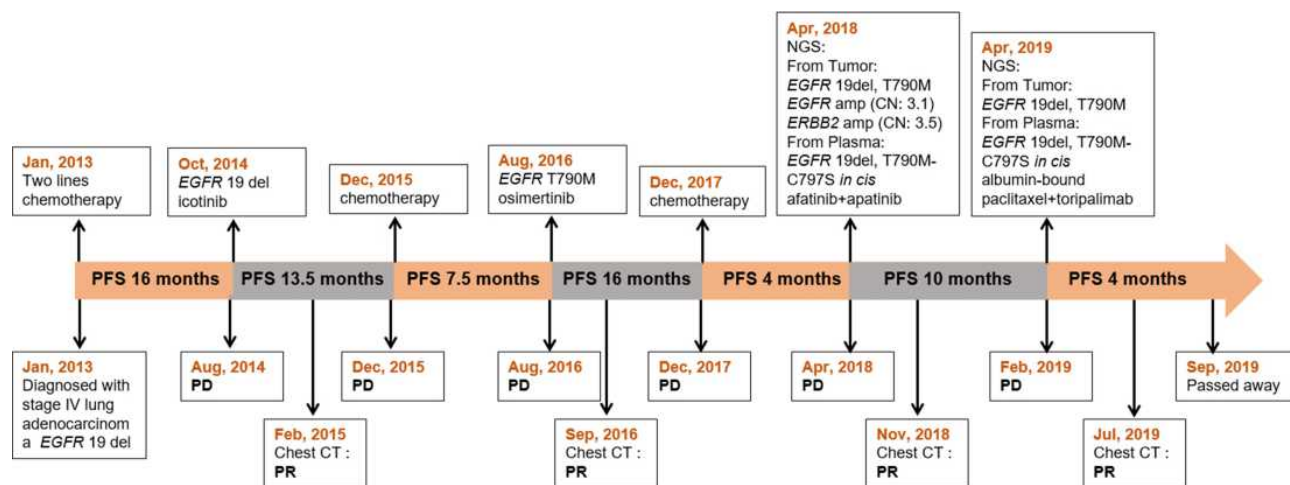 Jan, 2013
Two lines
chemotherapy
Oct, 2014
EGFR 19 del
icotinib
Dec, 2015
chemotherapy
Aug, 2016
EGFR T790M
osimertinib
Dec, 2017
chemotherapy
Apr, 2018
NGS:
From Tumor:
EGFR 19del, T790M
EGFR amp (CN: 3.1)
ERBB2 amp (CN: 3.5)
From Plasma:
EGFR 19del, T790M-
C797S in cis
afatinib+apatinib
Apr, 2019
NGS:
From Tumor:
EGFR 19del, T790M
From Plasma:
EGFR 19del, T790M-
C797S in cis
albumin-bound
paclitaxel+toripalimab
PFS 16 months
PFS 13.5 months
PFS 7.5 months
PFS 16 months
PFS 4 months
PFS 10 months
PFS 4 months
Jan, 2013
Diagnosed with
stage IV lung
adenocarcinom
a EGFR 19 del
Aug, 2014
PD
Feb, 2015
Chest CT :
PR
Dec, 2015
PD
Aug, 2016
PD
Sep, 2016
Chest CT :
PR
Dec, 2017
PD
Apr, 2018
PD
Nov, 2018
Chest CT :
PR
Feb, 2019
PD
Jul, 2019
Chest CT :
PR
Sep, 2019
Passed away